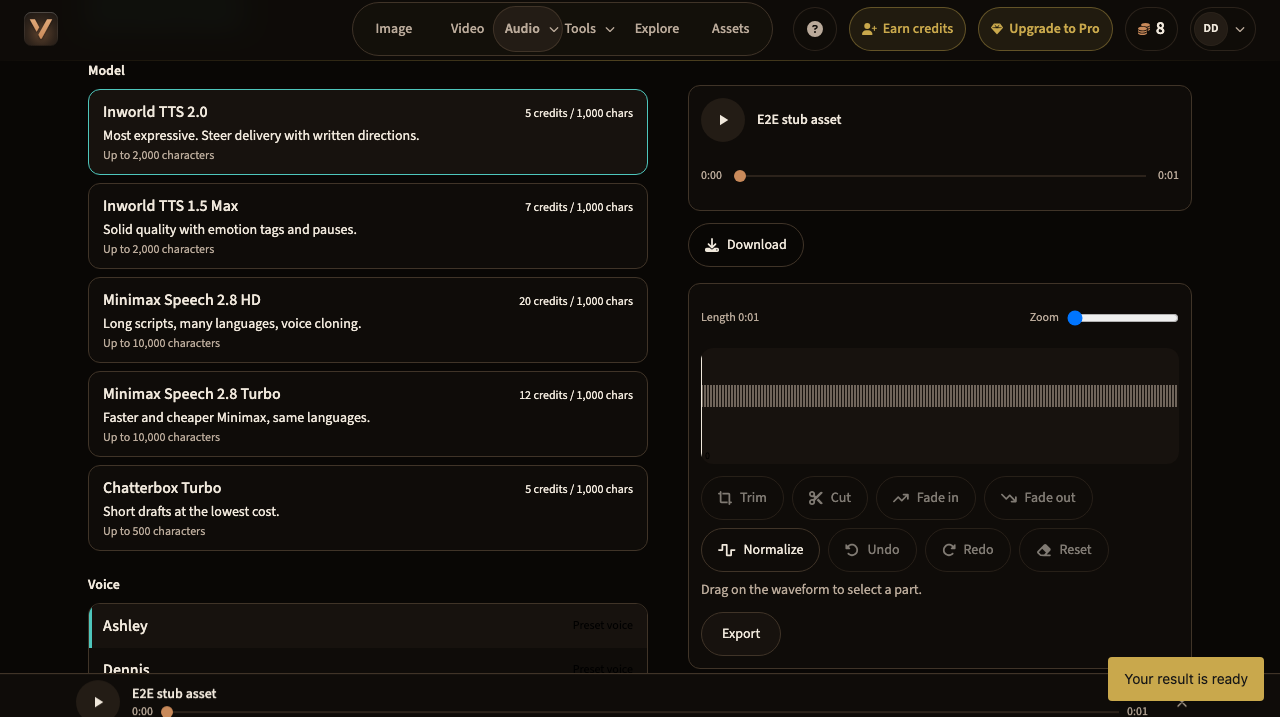 Image
Video
Audio
Tools
Explore
Assets
?
Earn credits
Upgrade to Pro
8
DD
Model
Inworld TTS 2.0
5 credits / 1,000 chars
Most expressive. Steer delivery with written directions.
Up to 2,000 characters
Inworld TTS 1.5 Max
7 credits / 1,000 chars
Solid quality with emotion tags and pauses.
Up to 2,000 characters
Minimax Speech 2.8 HD
20 credits / 1,000 chars
Long scripts, many languages, voice cloning.
Up to 10,000 characters
Minimax Speech 2.8 Turbo
12 credits / 1,000 chars
Faster and cheaper Minimax, same languages.
Up to 10,000 characters
Chatterbox Turbo
5 credits / 1,000 chars
Short drafts at the lowest cost.
Up to 500 characters
Voice
Ashley
Preset voice
Dennis
Preset voice
E2E stub asset
0:00
0:01
Download
Length 0:01
Zoom
Trim
Cut
Fade in
Fade out
Normalize
Undo
Redo
Reset
Drag on the waveform to select a part.
Export
E2E stub asset
0:00
0:01
Your result is ready